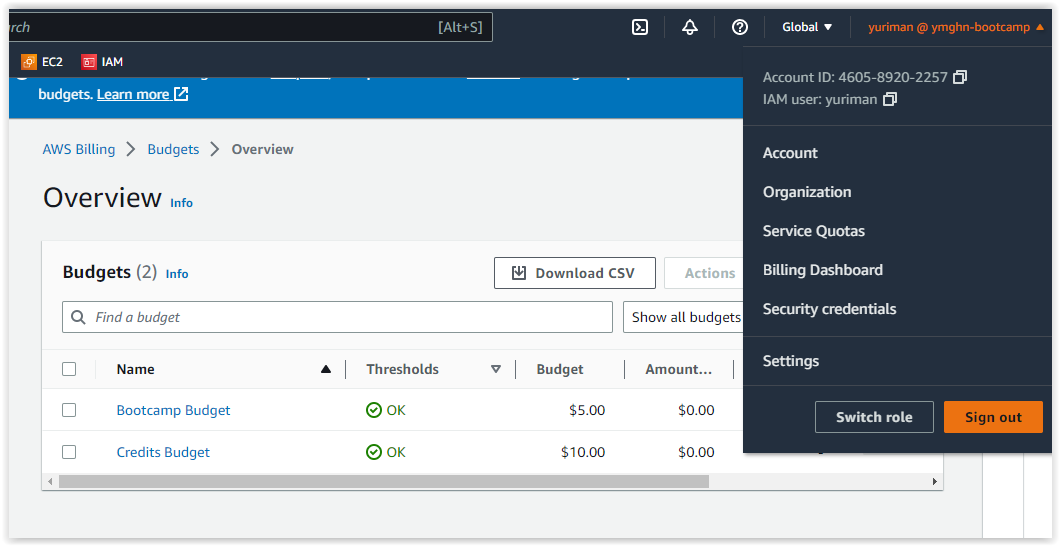 rch [Alt+S] Global yuriman @ ymghn-bootcamp
EC2 IAM
budgets. Learn more
Account ID: 4605-8920-2257
IAM user: yuriman
Account
Organization
Service Quotas
Billing Dashboard
Security credentials
Settings
Switch role Sign out
AWS Billing Budgets Overview
Overview Info
Budgets (2) Info Download CSV Actions
Find a budget Show all budgets
Name Thresholds Budget Amount...
Bootcamp Budget OK $5.00 $0.00
Credits Budget OK $10.00 $0.00